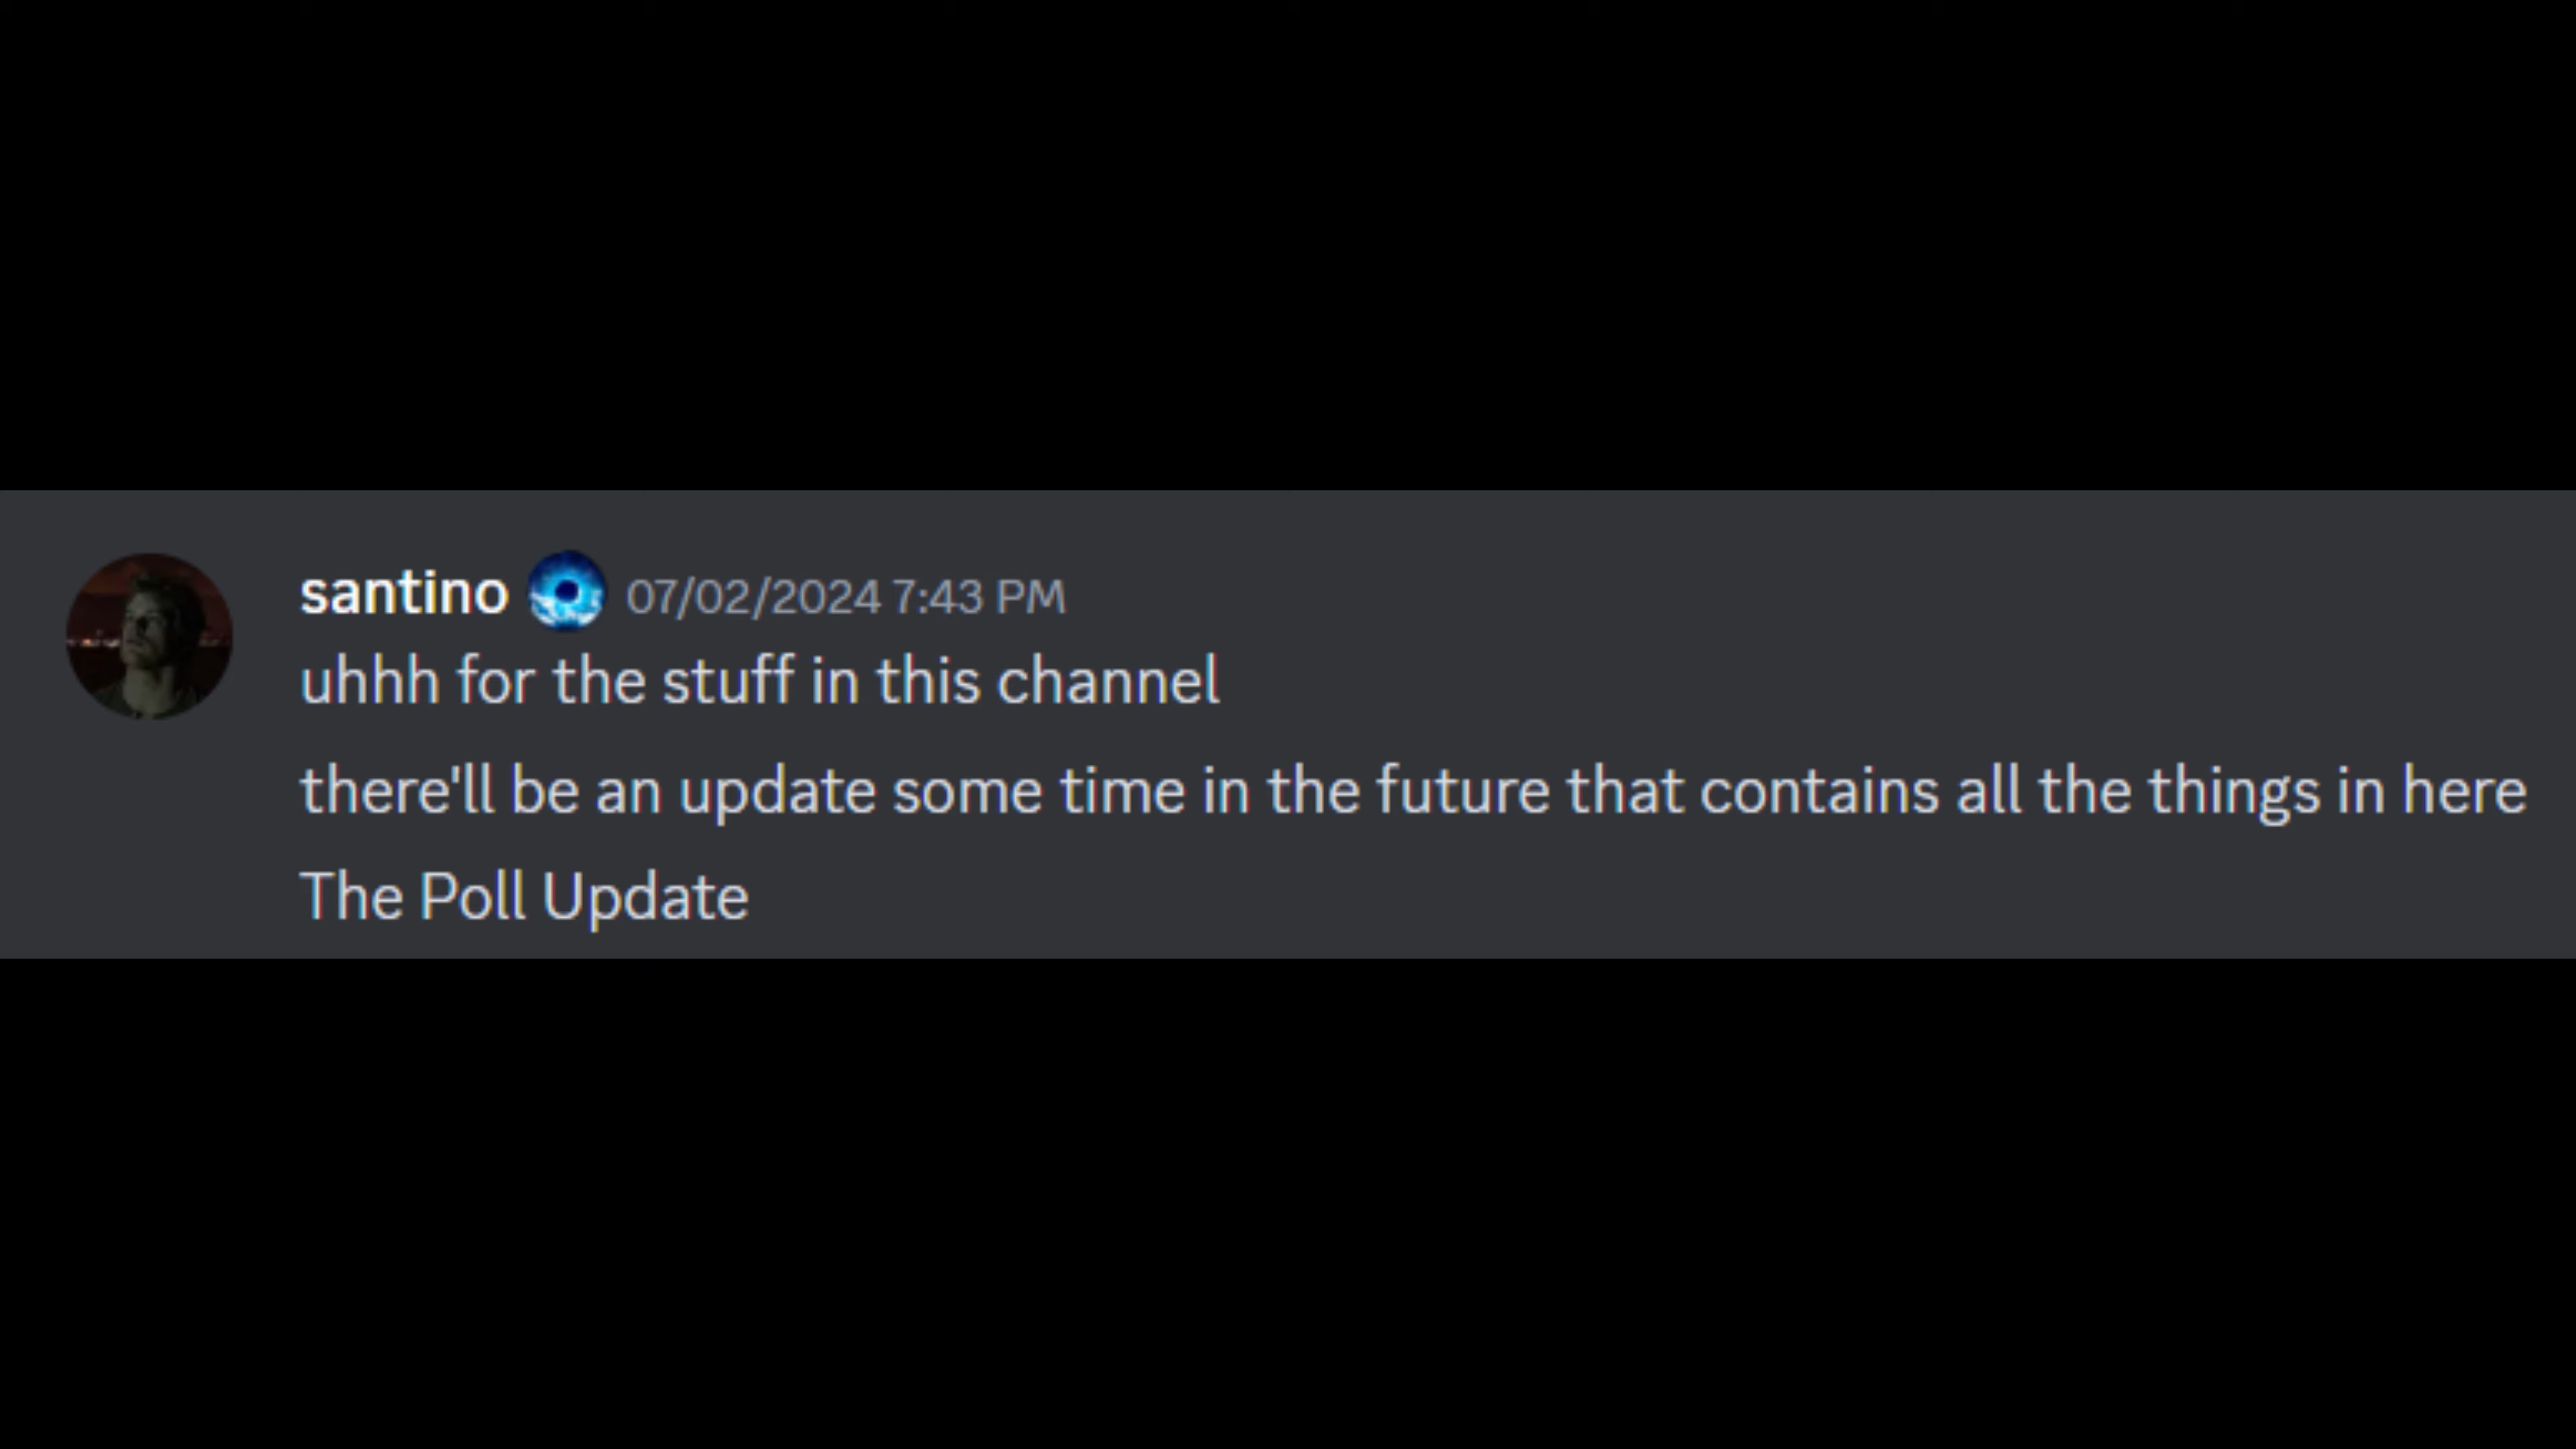 santino 07/02/2024 7:43 PM
uhhh for the stuff in this channel
there'll be an update some time in the future that contains all the things in here
The Poll Update